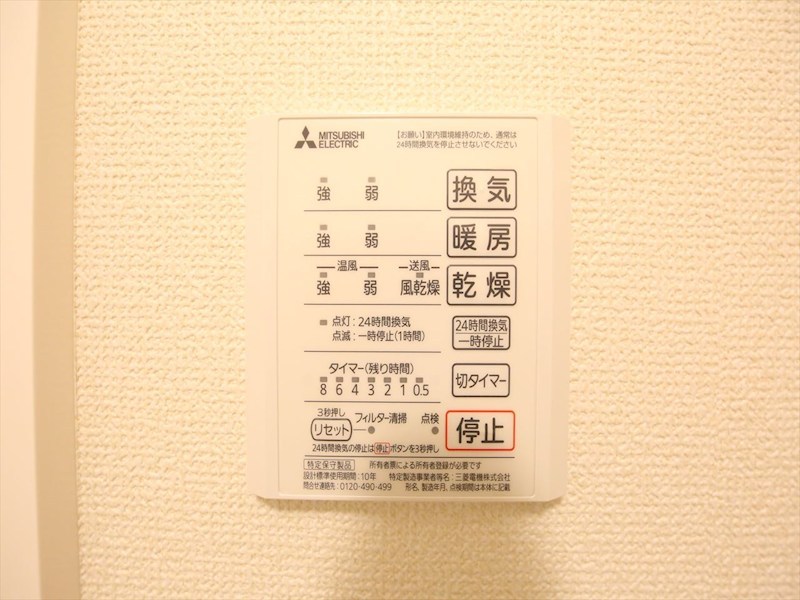 MITSUBISHI
ELECTRIC
【お願い】室内環境維持のため、通常は
24時間換気を停止させないでください
強 弱 換気
強 弱 暖房
温風 送風
強 弱 風乾燥 乾燥
点灯：24時間換気
点滅：一時停止(1時間)
24時間換気
一時停止
タイマー(残り時間)
8 6 4 3 2 1 0.5
切タイマー
3秒押し
リセット フィルター清掃 点検
停止
24時間換気の停止は停止ボタンを3秒押し
特定保守製品 所有者票による所有者登録が必要です
設計標準使用期間：10年 特定製造事業者等名：三菱電機株式会社
問合せ連絡先：0120-490-499 形名、製造年月、点検期間は本体に記載